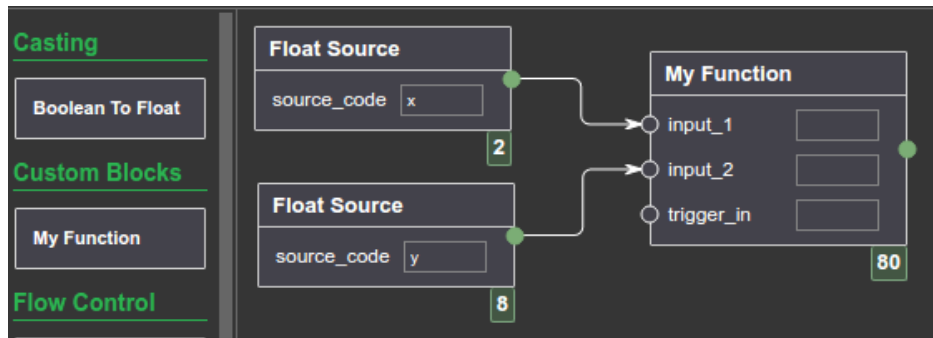 Casting
Boolean To Float
Custom Blocks
My Function
Flow Control
Float Source
source_code x
2
Float Source
source_code y
8
My Function
input_1
input_2
trigger_in
80